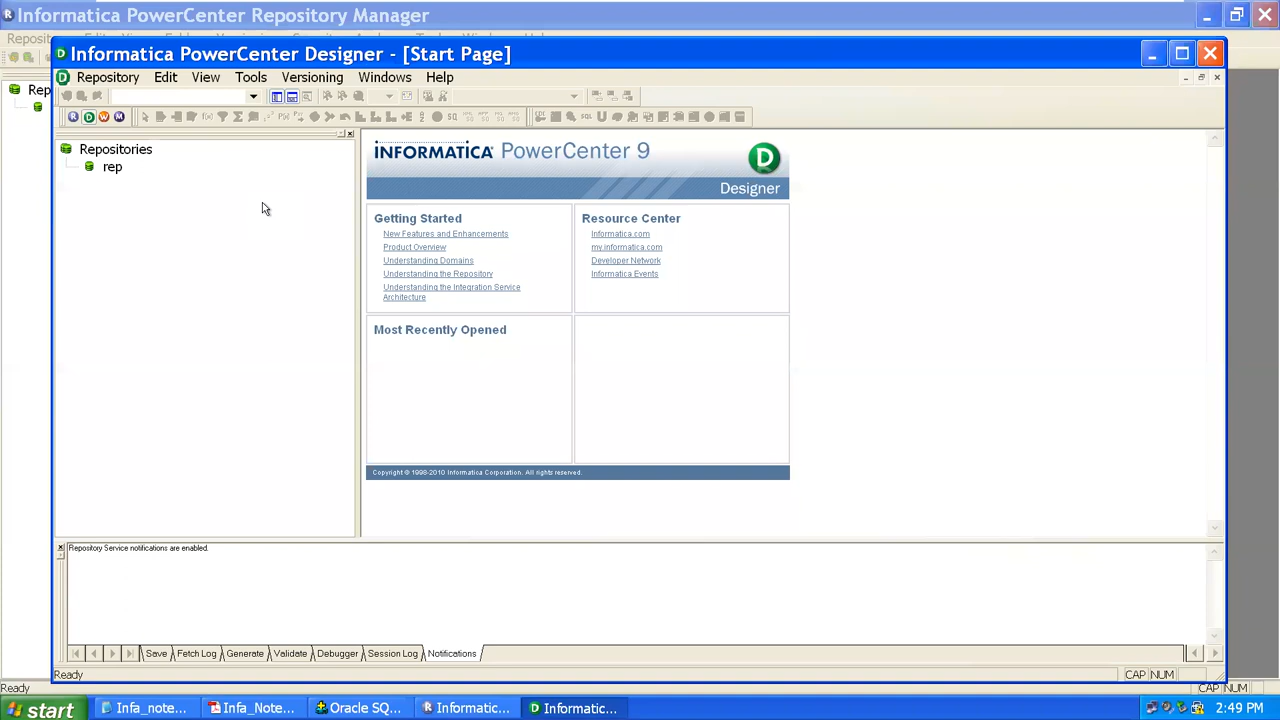 Informatica PowerCenter Repository Manager
Informatica PowerCenter Designer - [Start Page]
Repository Edit View Tools Versioning Windows Help
Rep
Repositories
rep
INFORMATICA PowerCenter 9
Designer
Getting Started
New Features and Enhancements
Product Overview
Understanding Domains
Understanding the Repository
Understanding the Integration Service
Architecture
Resource Center
Informatica.com
my.informatica.com
Developer Network
Informatica Events
Most Recently Opened
Copyright © 1998-2010 Informatica Corporation. All rights reserved.
Repository Service notifications are enabled.
Save Fetch Log Generate Validate Debugger Session Log Notifications
Ready CAP NUM
Ready CAP NUM
start Infa_note... Infa_Note... Oracle SQ... Informatic... Informatic... 2:49 PM